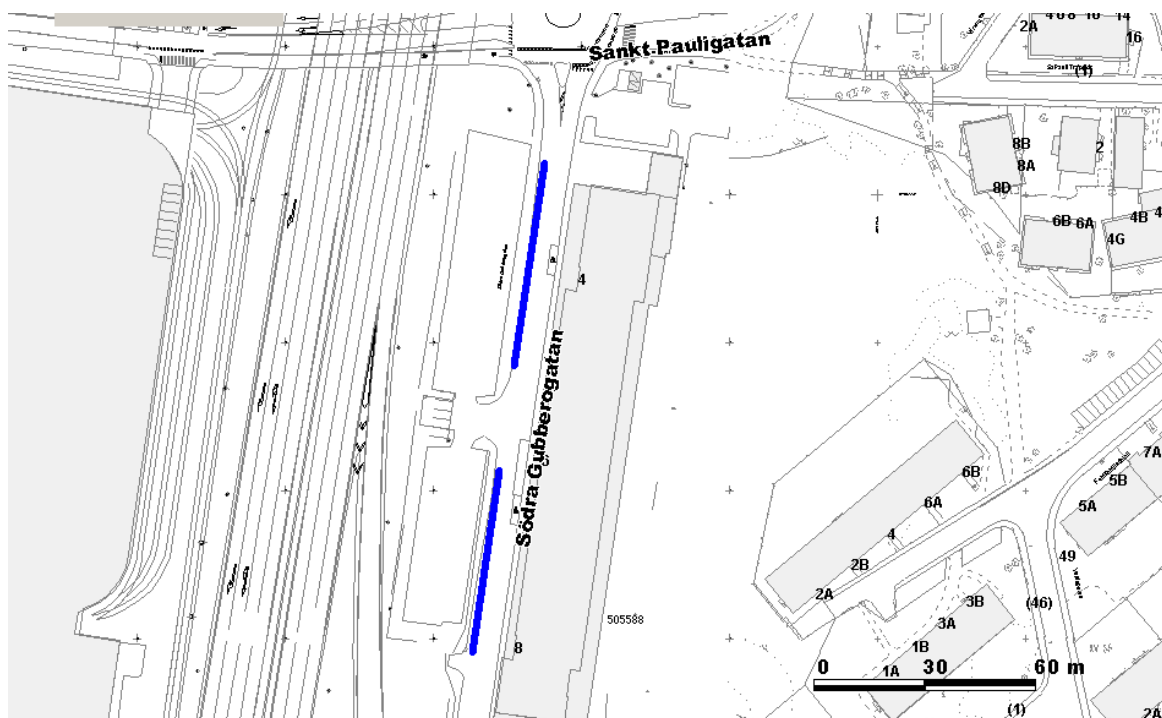 Sankt Pauligatan
Södra Gubberogatan
2A
4 6 8 10 14
16
(1)
8B
8A
8D
2
6B 6A
4B
4
4G
4
8
505588
6B
6A
4
2B
2A
7A
5B
5A
49
(46)
3B
3A
1B
1A
(1)
2A
0 30 60 m